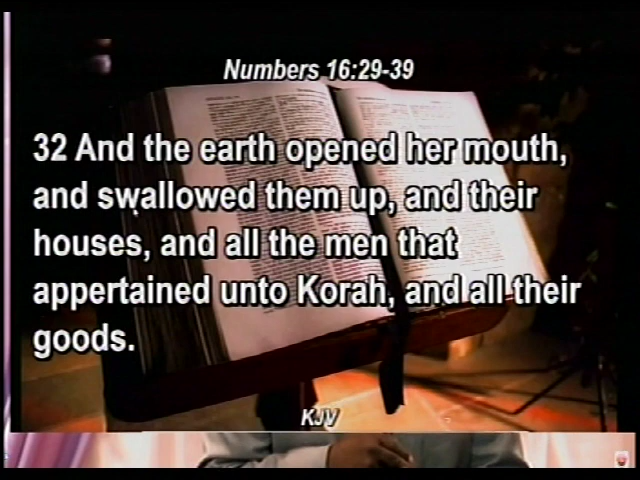 Numbers 16:29-39
32 And the earth opened her mouth,
and swallowed them up, and their
houses, and all the men that
appertained unto Korah, and all their
goods.
KJV